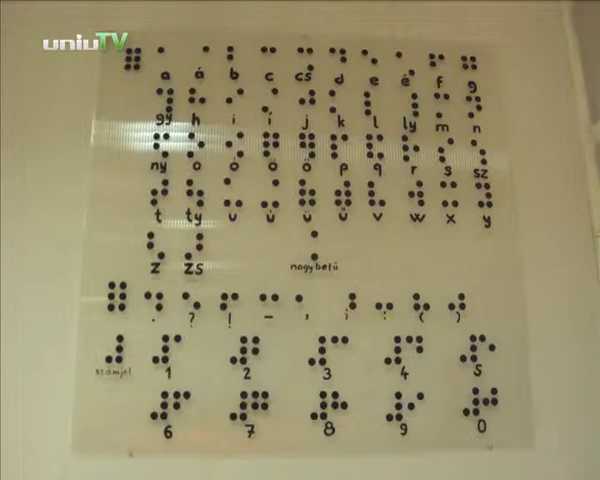 uniuTV
a á b c cs d e é f g
gy h i í j k l ly m n
ny o ó ö ő p q r s sz
t ty u ú ü ű v w x y
z zs nagybetű
. ? ! - , ; : ( )
számjel 1 2 3 4 5
6 7 8 9 0